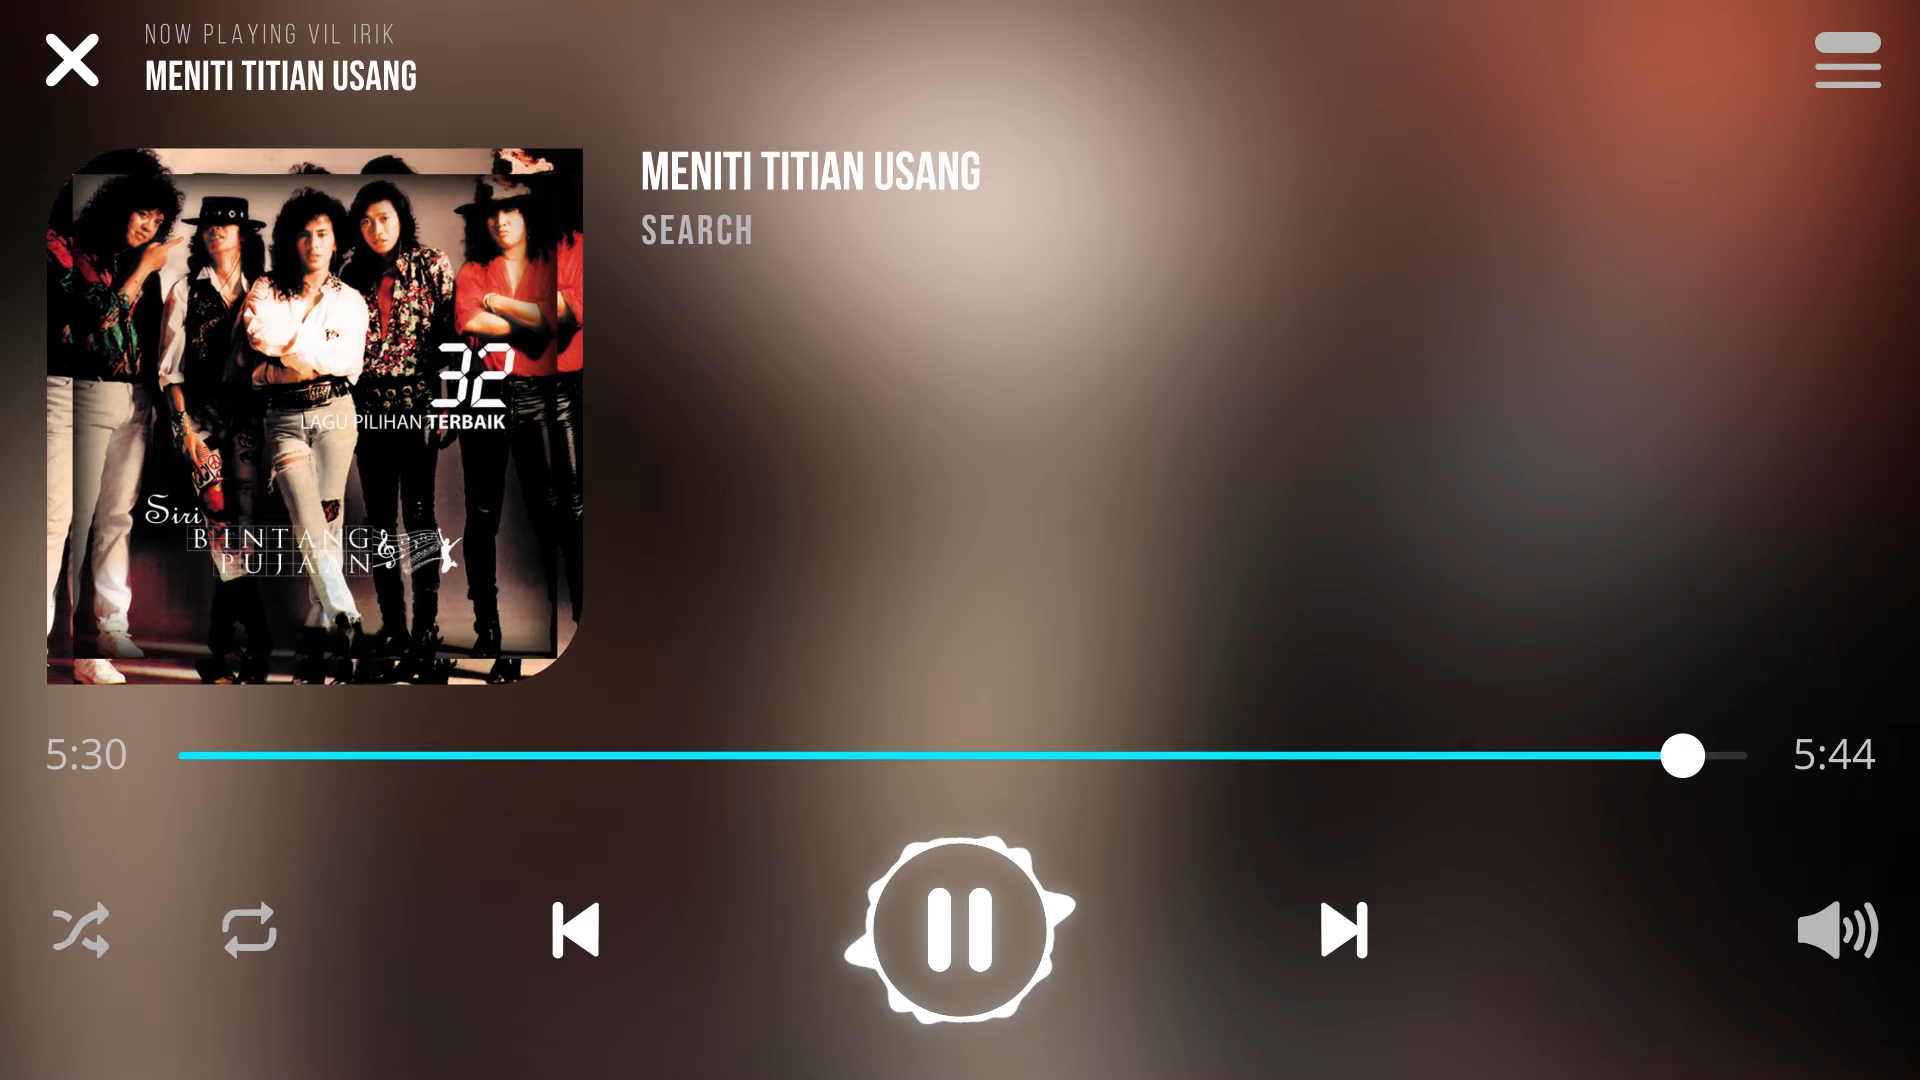 NOW PLAYING VIL IRIK
MENITI TITIAN USANG
MENITI TITIAN USANG
SEARCH
32
LAGU PILIHAN TERBAIK
Siri
BINTANG
PUJAAN
5:30
5:44